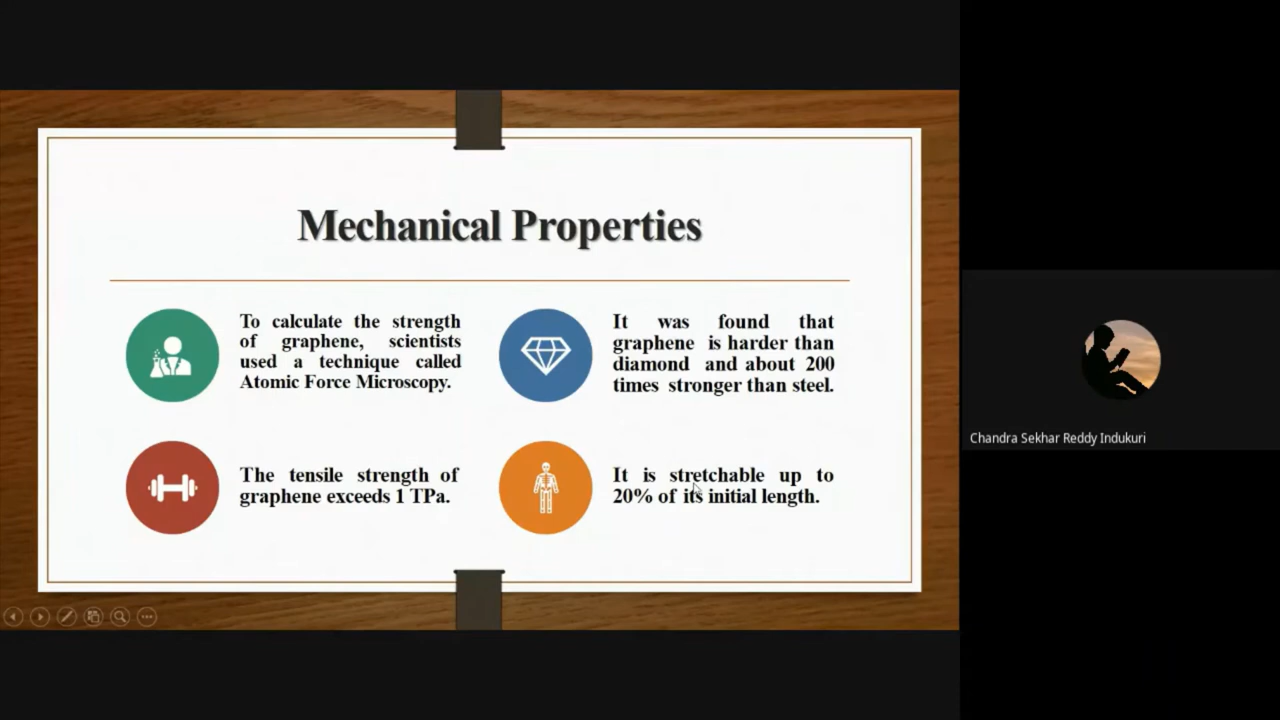 Mechanical Properties
To calculate the strength
of graphene, scientists
used a technique called
Atomic Force Microscopy.
It was found that
graphene is harder than
diamond and about 200
times stronger than steel.
The tensile strength of
graphene exceeds 1 TPa.
It is stretchable up to
20% of its initial length.
Chandra Sekhar Reddy Indukuri